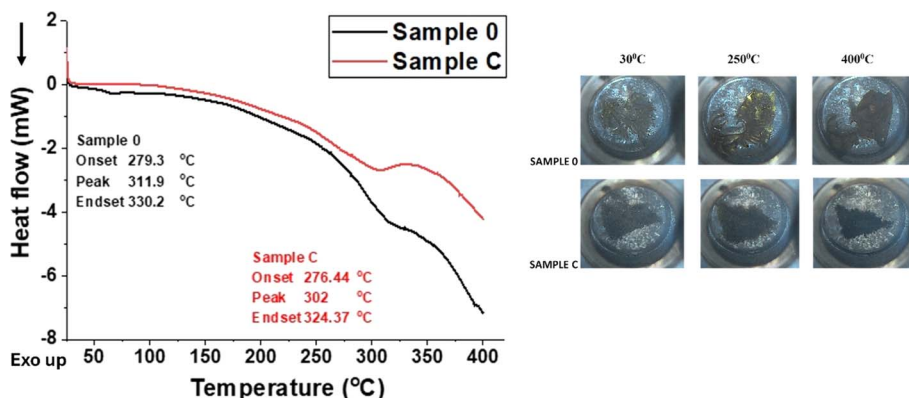 2
0
-2
-4
-6
-8
Heat flow (mW)
Sample 0
Sample C
Sample 0
Onset 279.3 °C
Peak 311.9 °C
Endset 330.2 °C
Sample C
Onset 276.44 °C
Peak 302 °C
Endset 324.37 °C
Exo up
50 100 150 200 250 300 350 400
Temperature (°C)
30⁰C 250⁰C 400⁰C
SAMPLE 0
SAMPLE C